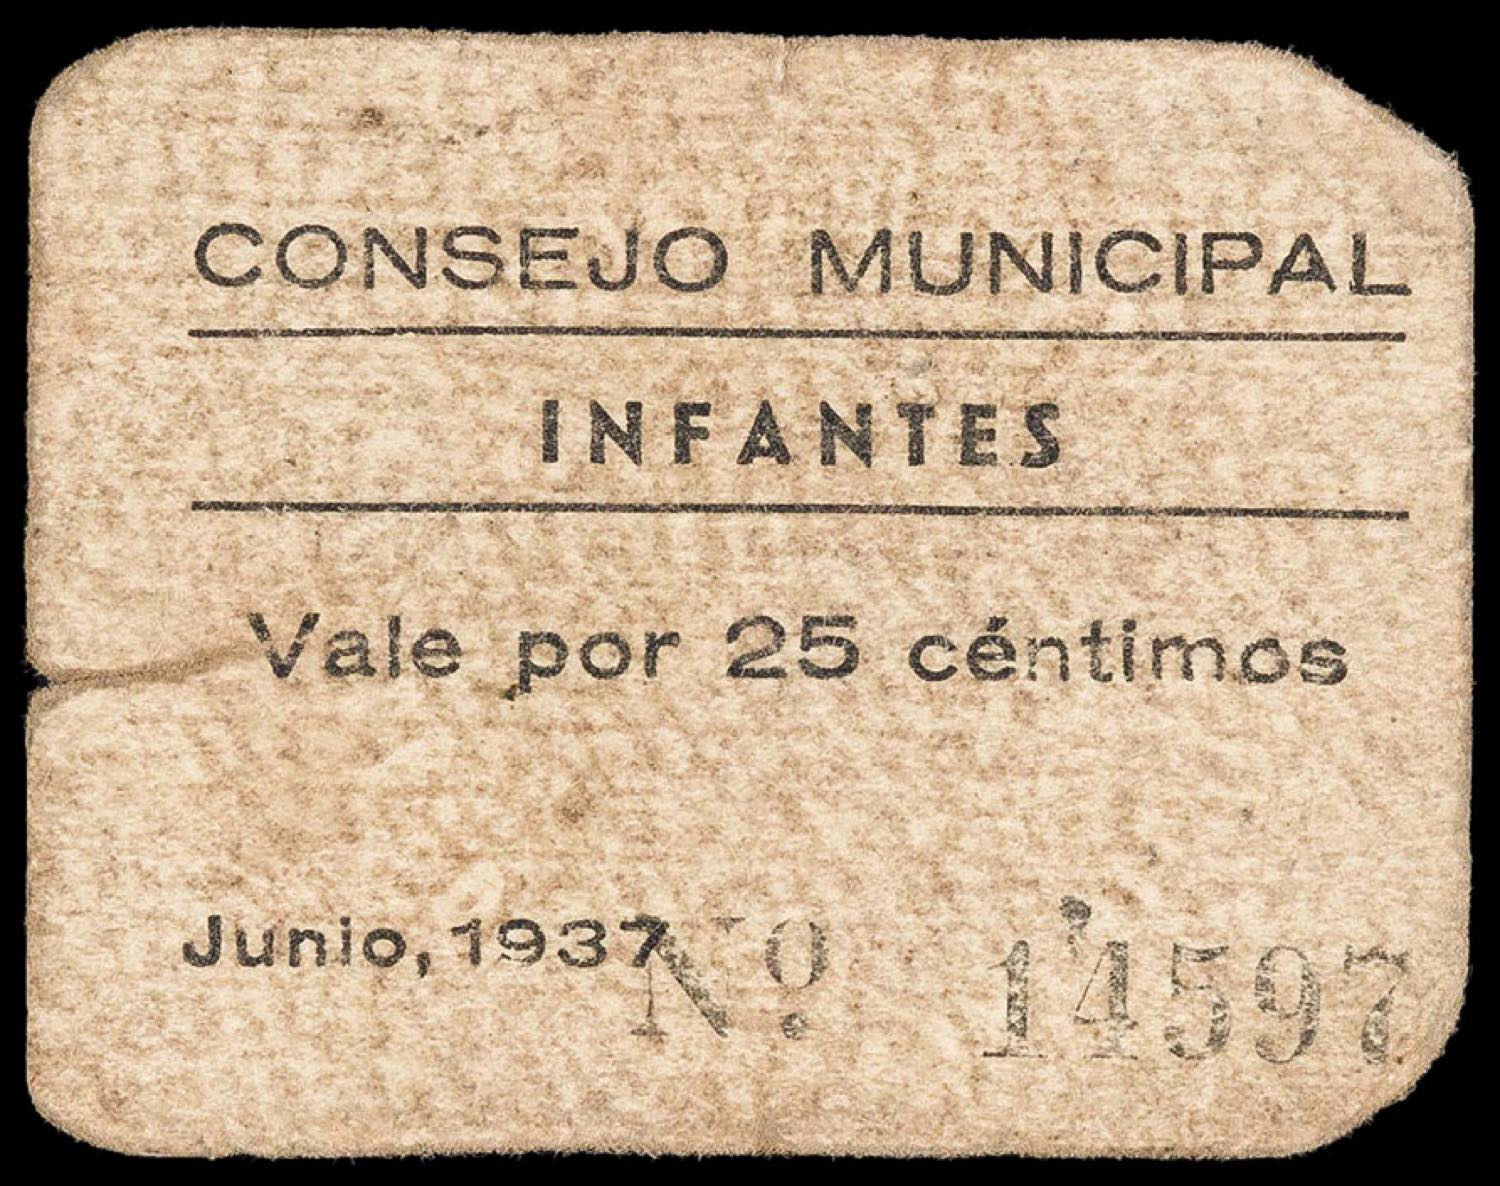 CONSEJO MUNICIPAL
INFANTES
Vale por 25 céntimos
Junio, 1937 Nº 14597